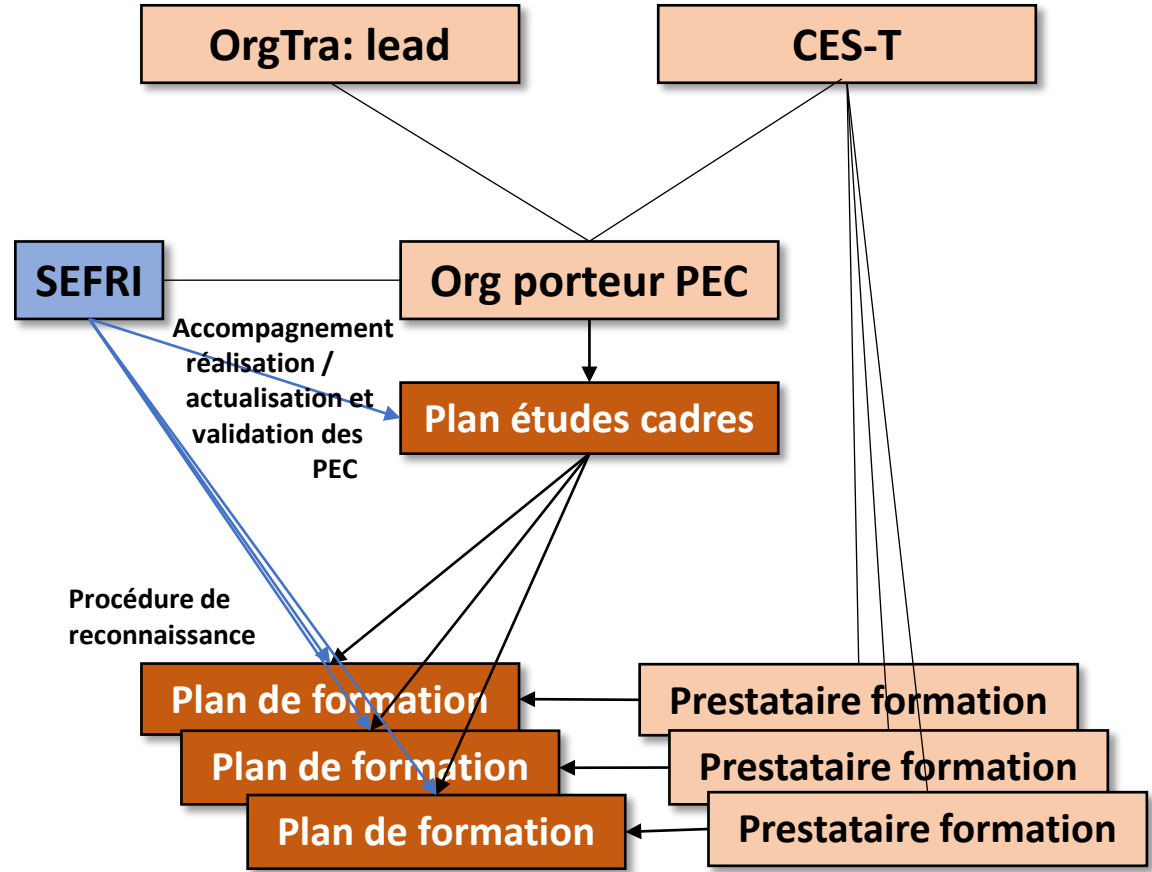 OrgTra: lead
CES-T
SEFRI
Org porteur PEC
Accompagnement
réalisation /
actualisation et
validation des
PEC
Plan études cadres
Procédure de
reconnaissance
Plan de formation
Prestataire formation
Plan de formation
Prestataire formation
Plan de formation
Prestataire formation